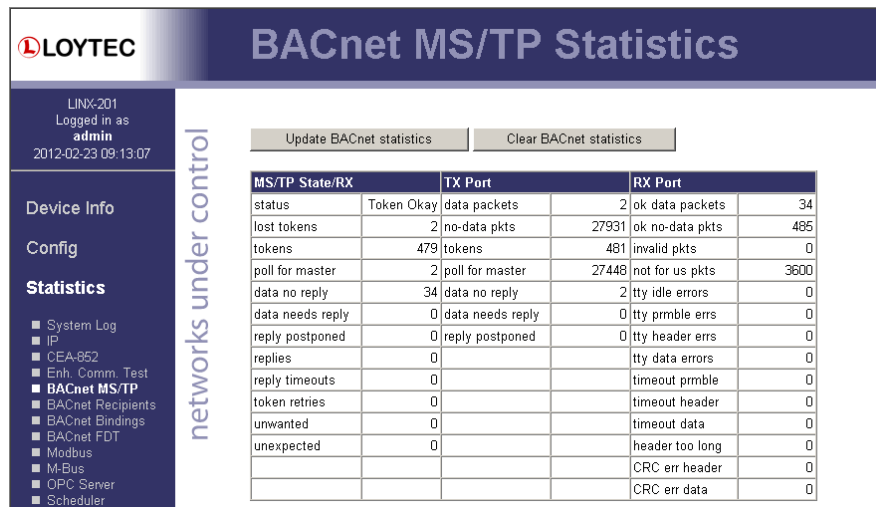 LOYTEC
BACnet MS/TP Statistics
LINX-201
Logged in as
admin
2012-02-23 09:13:07
Device Info
Config
Statistics
System Log
IP
CEA-852
Enh. Comm. Test
BACnet MS/TP
BACnet Recipients
BACnet Bindings
BACnet FDT
Modbus
M-Bus
OPC Server
Scheduler
networks under control
Update BACnet statistics Clear BACnet statistics
MS/TP State/RX TX Port RX Port
status Token Okay data packets 2 ok data packets 34
lost tokens 2 no-data pkts 27931 ok no-data pkts 485
tokens 479 tokens 481 invalid pkts 0
poll for master 2 poll for master 27448 not for us pkts 3600
data no reply 34 data no reply 2 tty idle errors 0
data needs reply 0 data needs reply 0 tty prmble errs 0
reply postponed 0 reply postponed 0 tty header errs 0
replies 0 tty data errors 0
reply timeouts 0 timeout prmble 0
token retries 0 timeout header 0
unwanted 0 timeout data 0
unexpected 0 header too long 0
CRC err header 0
CRC err data 0